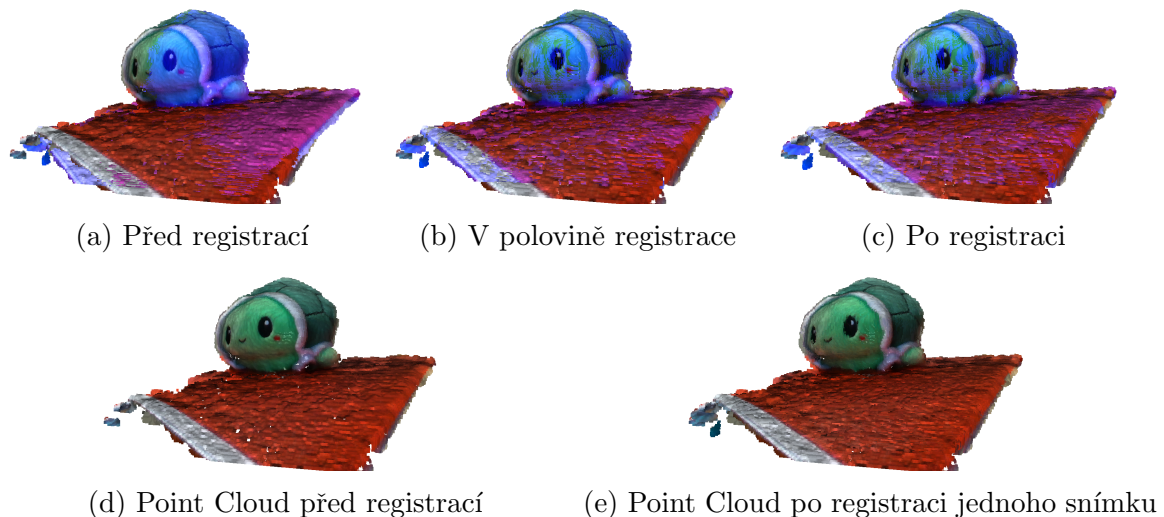 (a) Před registrací
(b) V polovině registrace
(c) Po registraci
(d) Point Cloud před registrací
(e) Point Cloud po registraci jednoho snímku